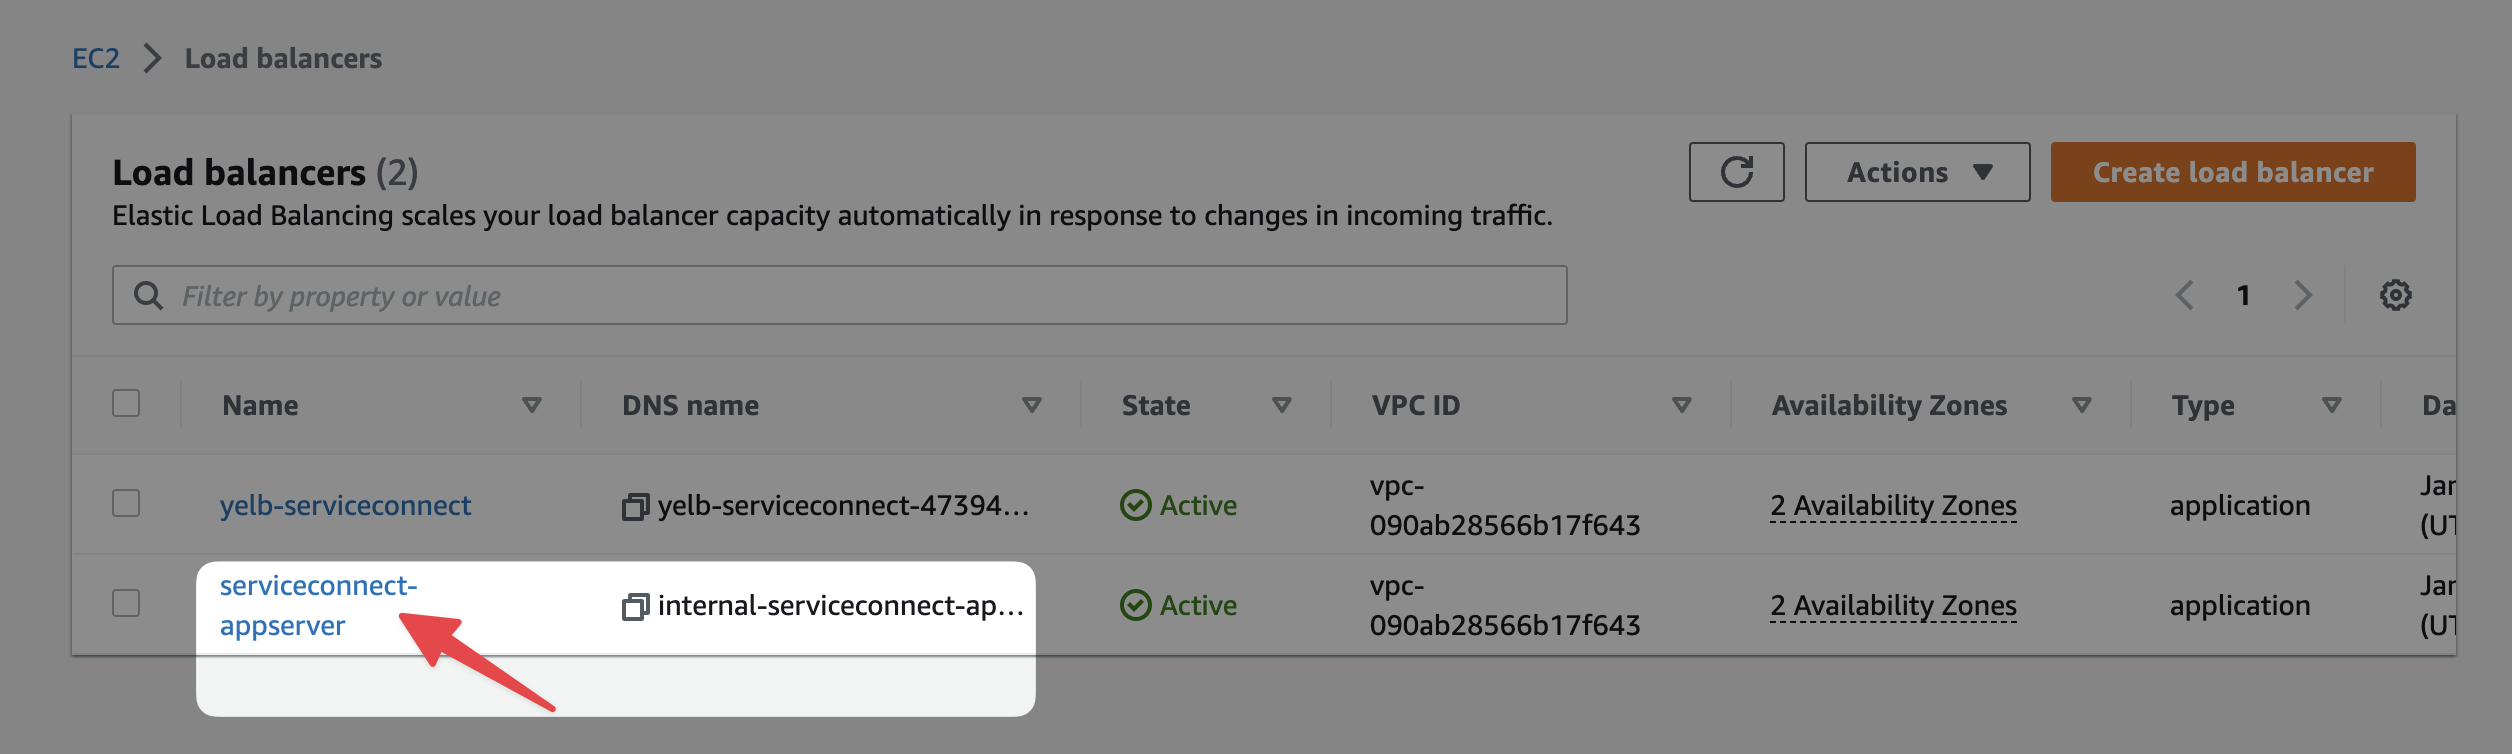 EC2 Load balancers
Load balancers (2)
Elastic Load Balancing scales your load balancer capacity automatically in response to changes in incoming traffic.
Actions
Create load balancer
Filter by property or value
1
Name DNS name State VPC ID Availability Zones Type Da
yelb-serviceconnect yelb-serviceconnect-47394... Active vpc-
090ab28566b17f643 2 Availability Zones application Jan
(UT
serviceconnect-
appserver internal-serviceconnect-ap... Active vpc-
090ab28566b17f643 2 Availability Zones application Jan
(UT